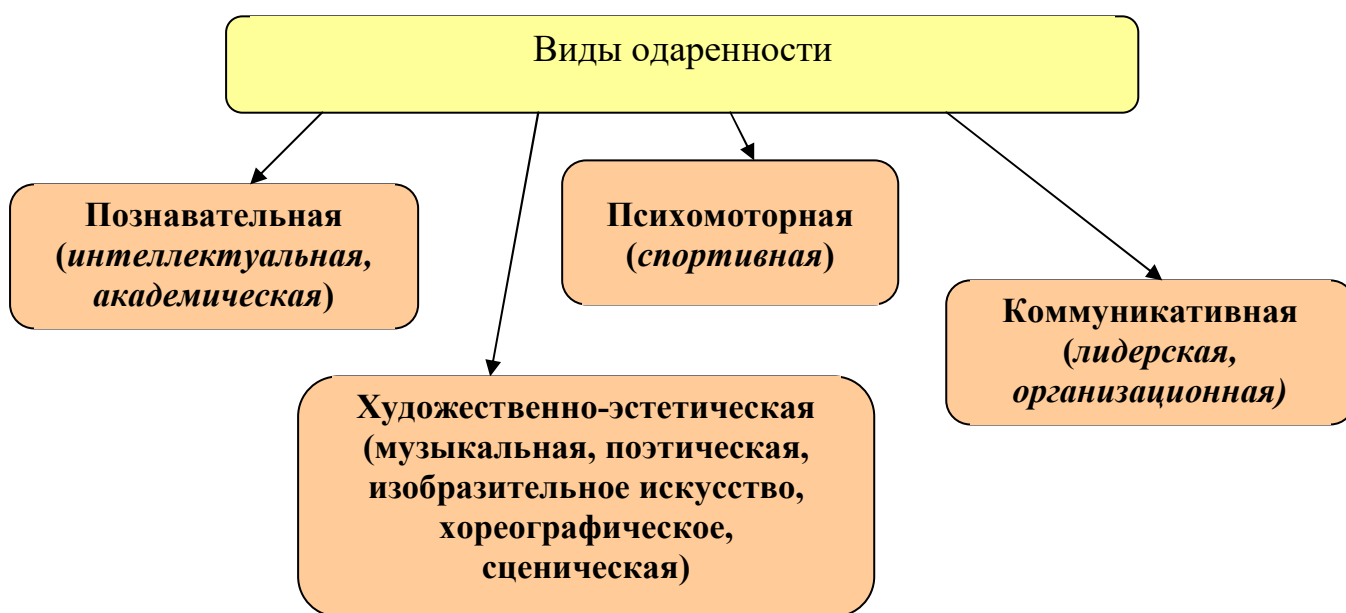 Виды одаренности
Познавательная
(интеллектуальная,
академическая)
Психомоторная
(спортивная)
Коммуникативная
(лидерская,
организационная)
Художественно-эстетическая
(музыкальная, поэтическая,
изобразительное искусство,
хореографическое,
сценическая)